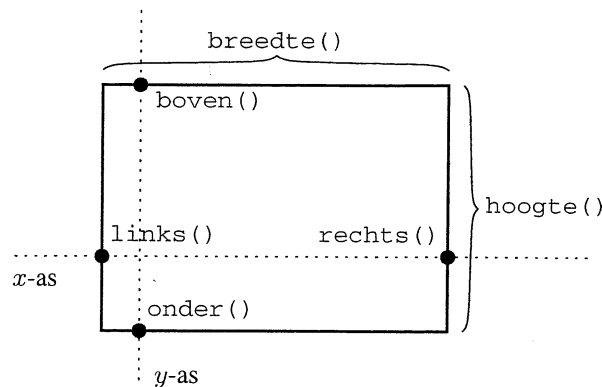 breedte()
boven()
hoogte()
links()
rechts()
x-as
onder()
y-as